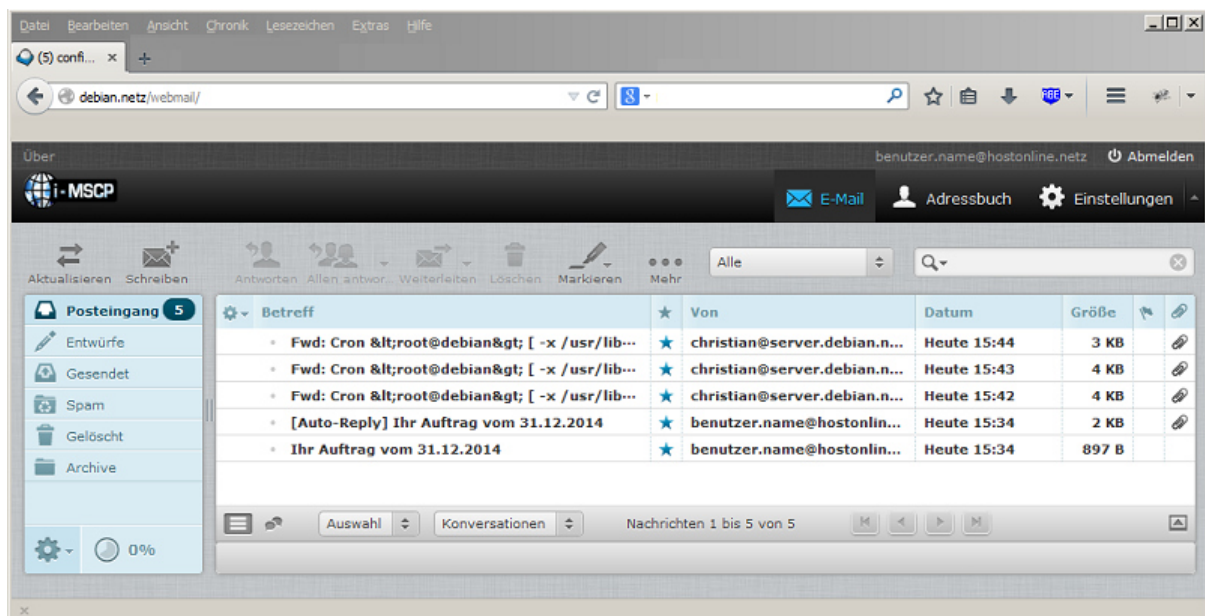 Datei Bearbeiten Ansicht Chronik Lesezeichen Extras Hilfe
(5) confi...
debian.netz/webmail/
Über benutzer.name@hostonline.netz Abmelden
i-MSCP E-Mail Adressbuch Einstellungen
Aktualisieren Schreiben Antworten Allen antwor... Weiterleiten Löschen Markieren Mehr Alle
Posteingang 5
Entwürfe
Gesendet
Spam
Gelöscht
Archive
0%
Betreff Von Datum Größe
Fwd: Cron &lt;root@debian&gt; [ -x /usr/lib... christian@server.debian.n... Heute 15:44 3 KB
Fwd: Cron &lt;root@debian&gt; [ -x /usr/lib... christian@server.debian.n... Heute 15:43 4 KB
Fwd: Cron &lt;root@debian&gt; [ -x /usr/lib... christian@server.debian.n... Heute 15:42 4 KB
[Auto-Reply] Ihr Auftrag vom 31.12.2014 benutzer.name@hostonlin... Heute 15:34 2 KB
Ihr Auftrag vom 31.12.2014 benutzer.name@hostonlin... Heute 15:34 897 B
Auswahl Konversationen Nachrichten 1 bis 5 von 5